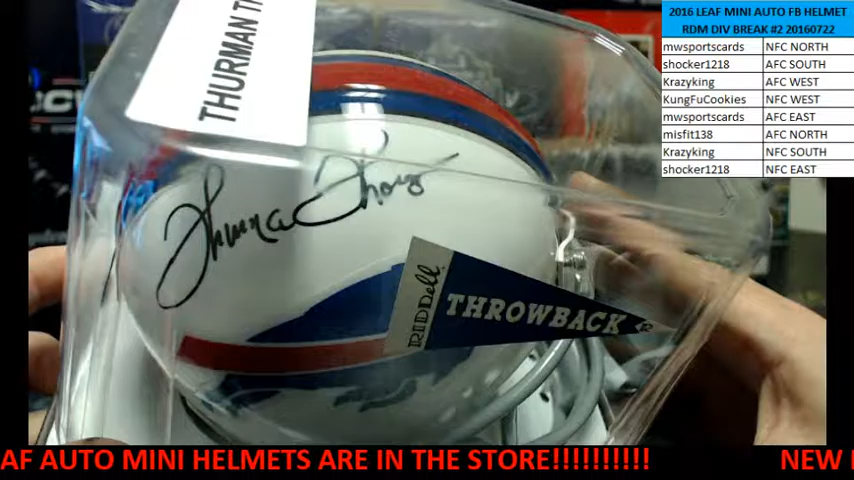 2016 LEAF MINI AUTO FB HELMET
RDM DIV BREAK #2 20160722
mwsportscards NFC NORTH
shocker1218 AFC SOUTH
Krazyking AFC WEST
KungFuCookies NFC WEST
mwsportscards AFC EAST
misfit138 AFC NORTH
Krazyking NFC SOUTH
shocker1218 NFC EAST
THURMAN
Thurman Thomas
RIDDELL
THROWBACK
AF AUTO MINI HELMETS ARE IN THE STORE!!!!!!!!!! NEW